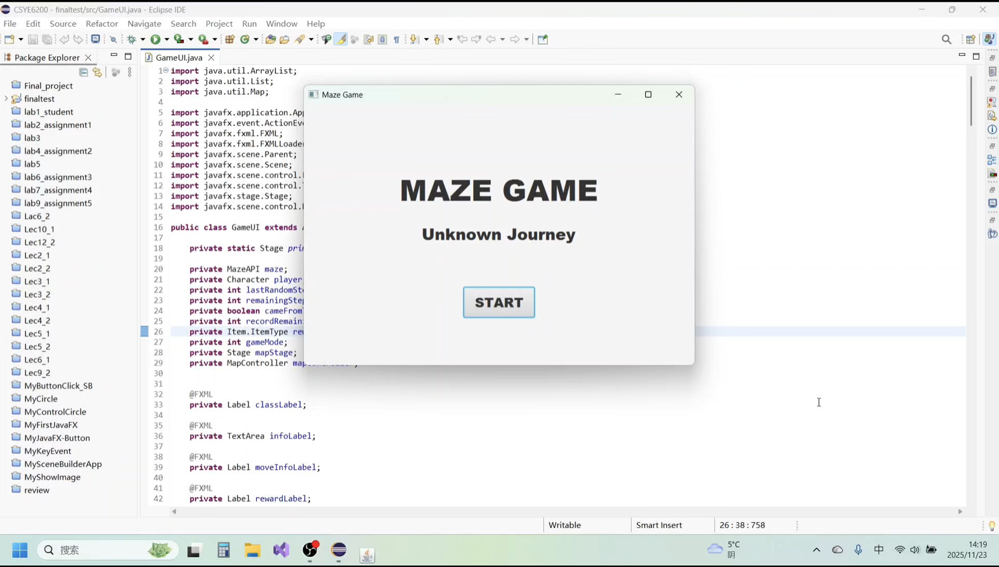 CSYE6200 - finaltest/src/GameUI.java - Eclipse IDE
File Edit Source Refactor Navigate Search Project Run Window Help
Package Explorer
GameUI.java
Final_project
finaltest
lab1_student
lab2_assignment1
lab3
lab4_assignment2
lab5
lab6_assignment3
lab7_assignment4
lab9_assignment5
Lac6_2
Lec10_1
Lec12_2
Lec2_1
Lec2_2
Lec3_1
Lec3_2
Lec4_1
Lec4_2
Lec5_1
Lec5_2
Lec6_1
Lec9_2
MyButtonClick_SB
MyCircle
MyControlCircle
MyFirstJavaFX
MyJavaFX-Button
MyKeyEvent
MySceneBuilderApp
MyShowImage
review
1 import java.util.ArrayList;
2 import java.util.List;
3 import java.util.Map;
4
5 import javafx.application.App
6 import javafx.event.ActionEve
7 import javafx.fxml.FXML;
8 import javafx.fxml.FXMLLoade
9 import javafx.scene.Parent;
10 import javafx.scene.Scene;
11 import javafx.scene.control.
12 import javafx.scene.control.
13 import javafx.stage.Stage;
14 import javafx.scene.control.
15
16 public class GameUI extends
17
18 private static Stage pri
19
20 private MazeAPI maze;
21 private Character player
22 private int lastRandomSte
23 private int remainingStep
24 private boolean cameFrom
25 private int recordRemain
26 private Item.ItemType rew
27 private int gameMode;
28 private Stage mapStage;
29 private MapController
30
31
32 @FXML
33 private Label classLabel;
34
35 @FXML
36 private TextArea infoLabel;
37
38 @FXML
39 private Label moveInfoLabel;
40
41 @FXML
42 private Label rewardLabel;
Maze Game
MAZE GAME
Unknown Journey
START
Writable Smart Insert 26 : 38 : 758
搜索
5°C
阴
中
14:19
2025/11/23